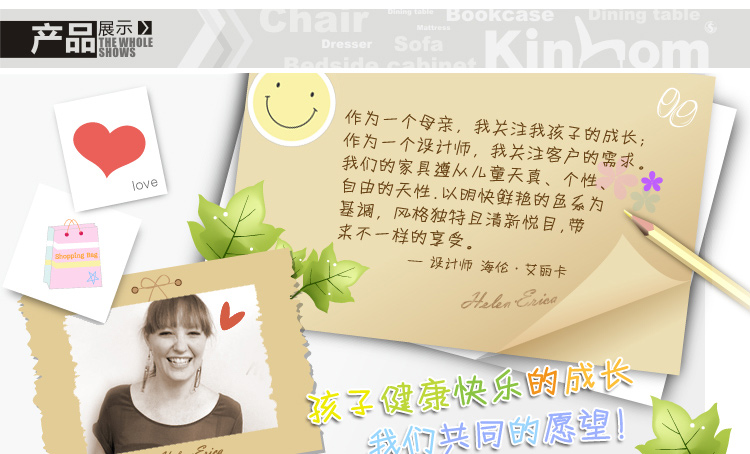 产品展示
THE WHOLE SHOWS
Chair
Dining table
Bookcase
Dining table
Mattress
Dresser
Sofa
Kinhom
Bedside cabinet
love
Shopping Bag
作为一个母亲，我关注我孩子的成长；
作为一个设计师，我关注客户的需求。
我们的家具遵从儿童天真、个性
自由的天性.以明快鲜艳的色系为
基调，风格独特且清新悦目,带
来不一样的享受。
— 设计师 海伦·艾丽卡
Helen Erica
Helen Erica
孩子健康快乐的成长
我们共同的愿望!